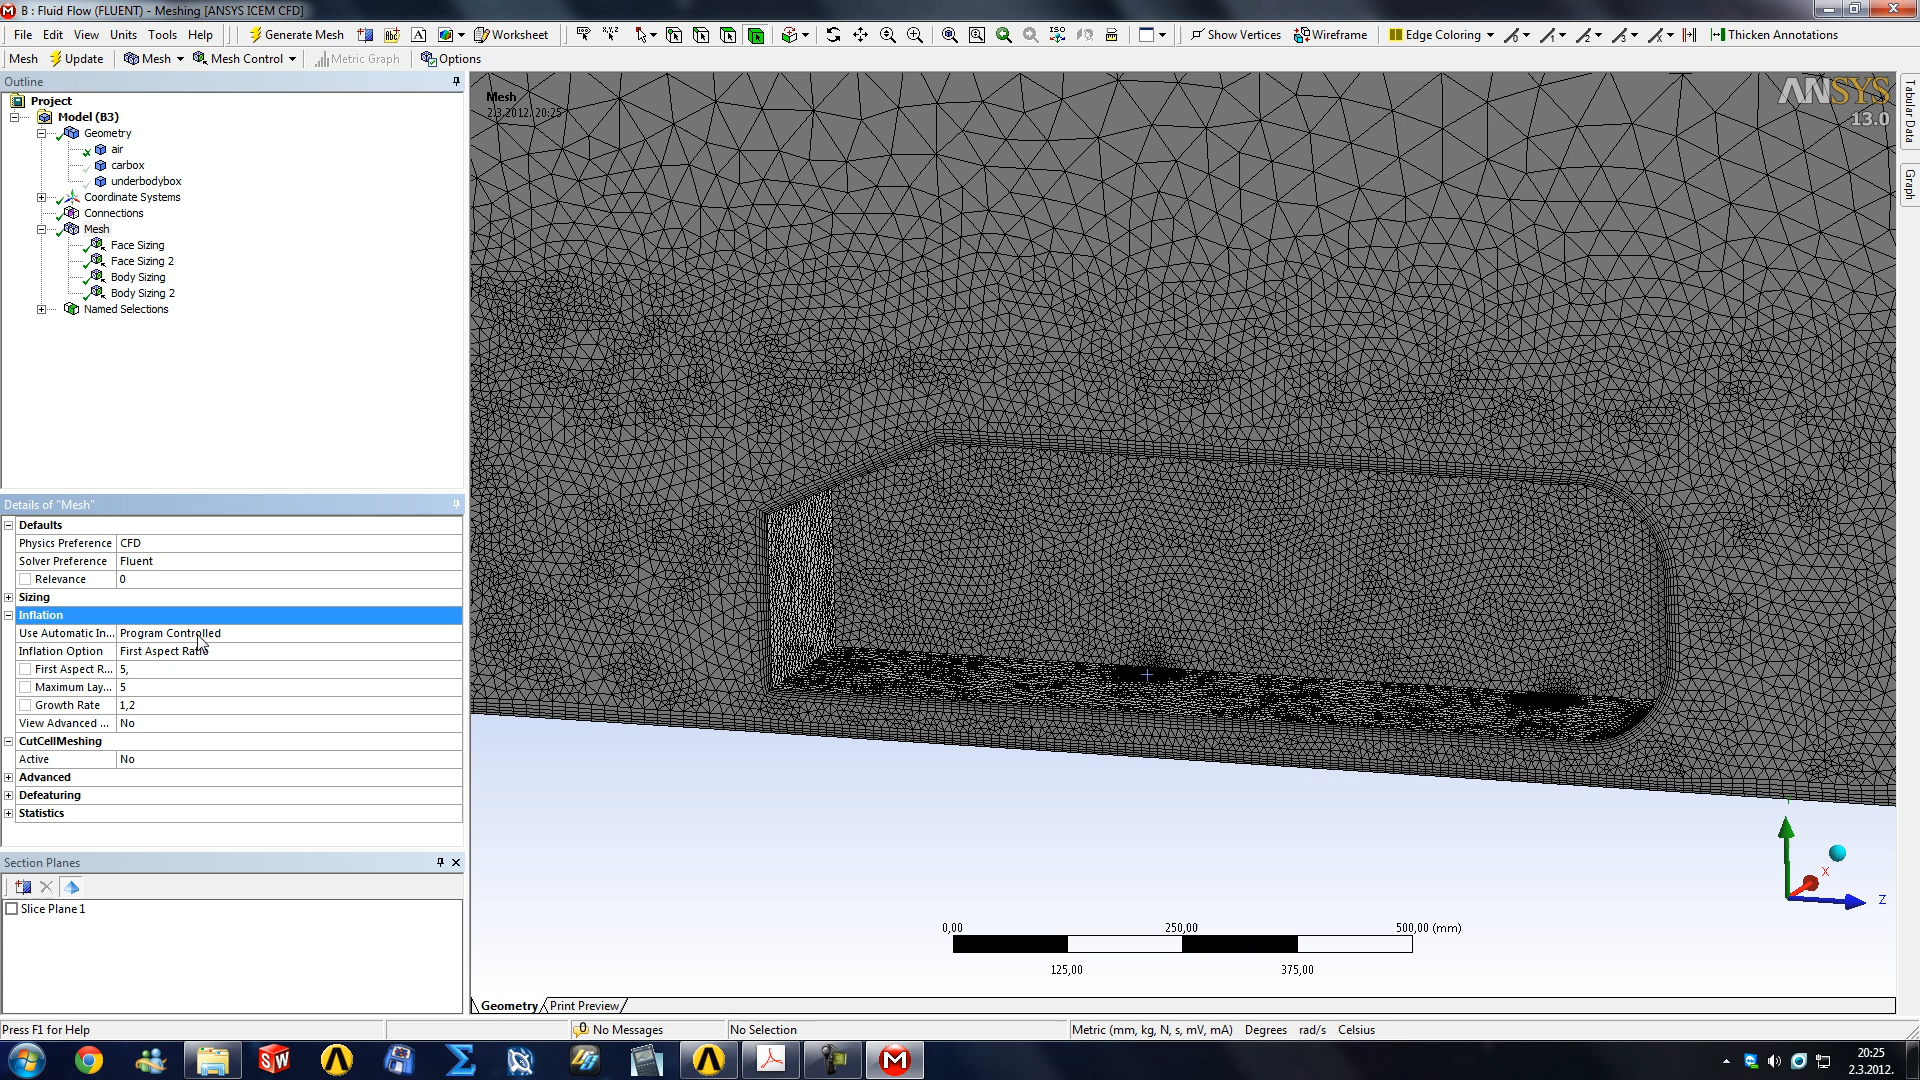 B : Fluid Flow (FLUENT) - Meshing [ANSYS ICEM CFD]
File Edit View Units Tools Help Generate Mesh Worksheet Show Vertices Wireframe Edge Coloring Thicken Annotations
Mesh Update Mesh Mesh Control Metric Graph Options
Outline
Project
Model (B3)
Geometry
air
carbox
underbodybox
Coordinate Systems
Connections
Mesh
Face Sizing
Face Sizing 2
Body Sizing
Body Sizing 2
Named Selections
Details of "Mesh"
Defaults
Physics Preference CFD
Solver Preference Fluent
Relevance 0
Sizing
Inflation
Use Automatic In... Program Controlled
Inflation Option First Aspect Ratio
First Aspect R... 5,
Maximum Lay... 5
Growth Rate 1,2
View Advanced ... No
CutCellMeshing
Active No
Advanced
Defeaturing
Statistics
Section Planes
Slice Plane 1
Mesh
2.3.2012. 20:25
ANSYS
13.0
Tabular Data
Graph
Y
X
Z
0,00 250,00 500,00 (mm)
125,00 375,00
Geometry Print Preview
Press F1 for Help 0 No Messages No Selection Metric (mm, kg, N, s, mV, mA) Degrees rad/s Celsius
SW
M
20:25
2.3.2012.